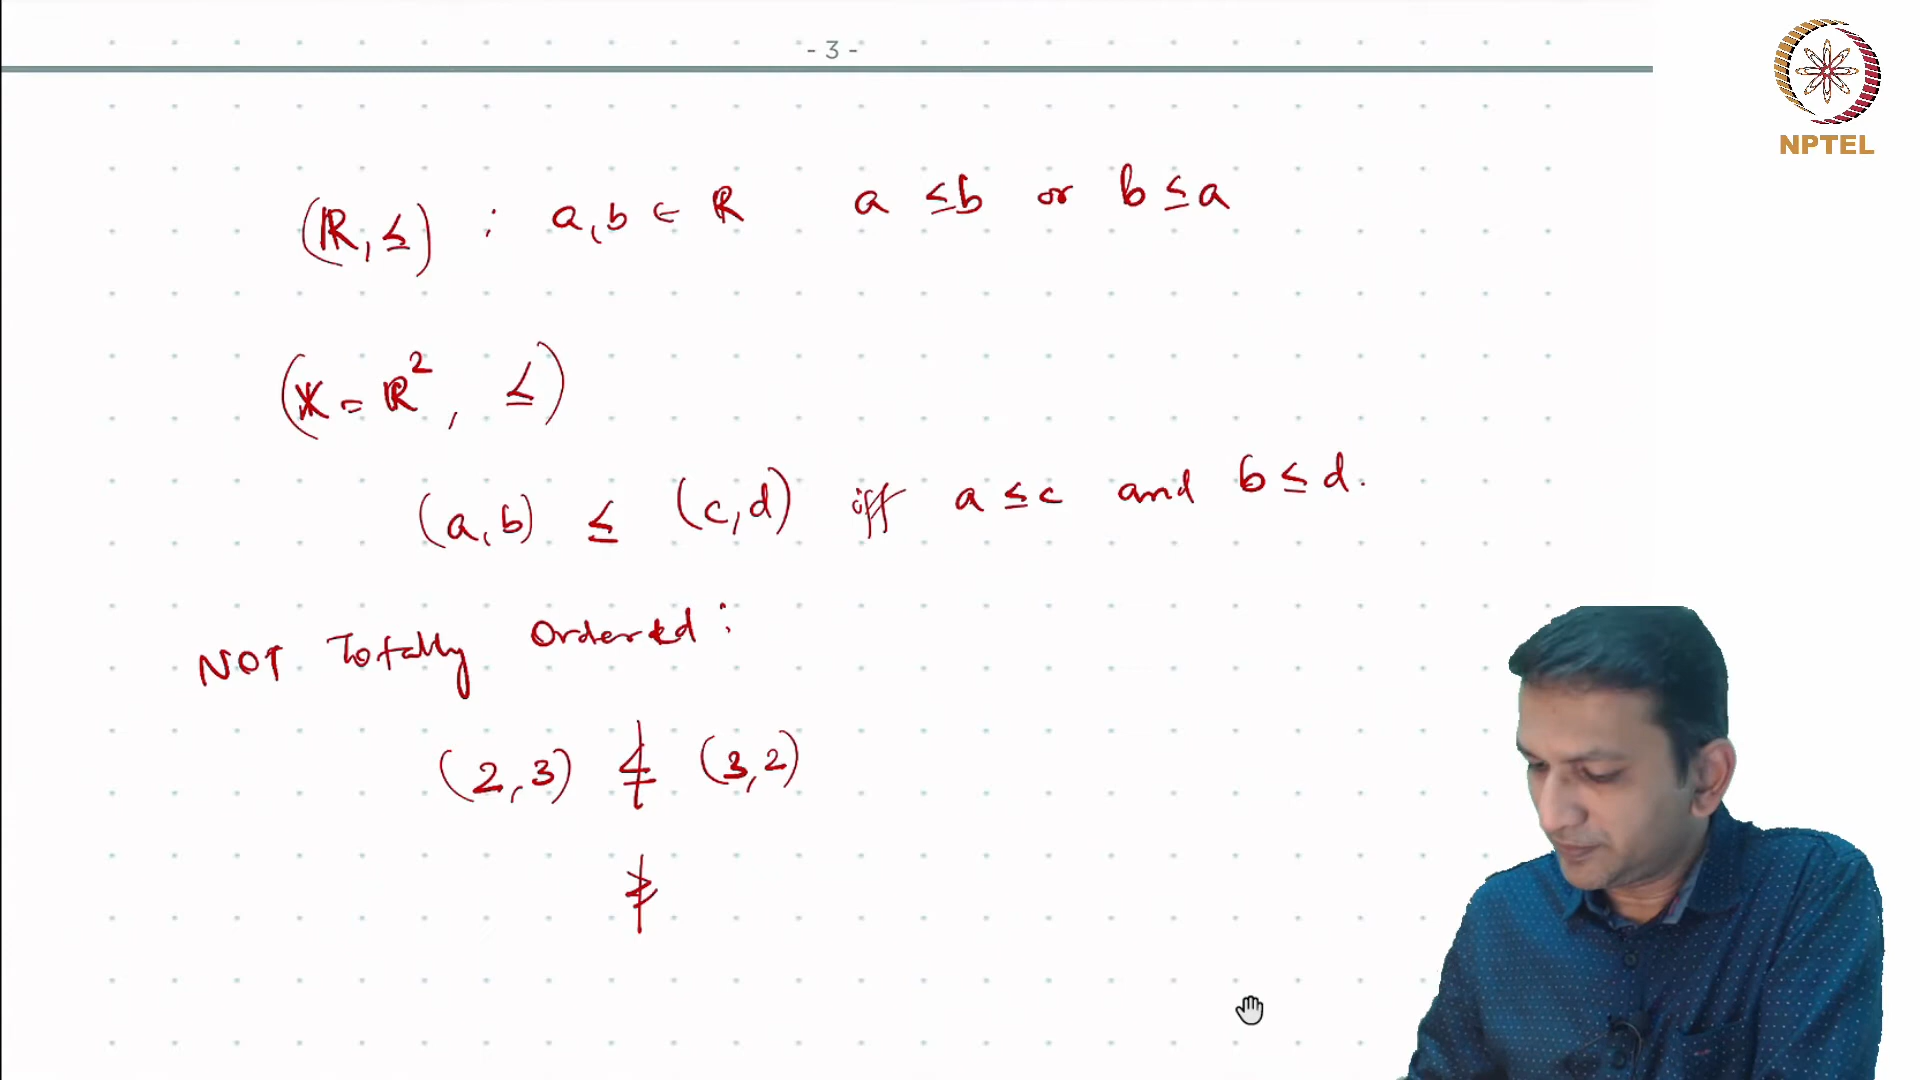 - 3 -
NPTEL
(ℝ, ≤) : a, b ∈ ℝ a ≤ b or b ≤ a
(X = ℝ², ≤)
(a, b) ≤ (c, d) iff a ≤ c and b ≤ d.
NOT Totally Ordered :
(2, 3) ≰ (3, 2)
≱